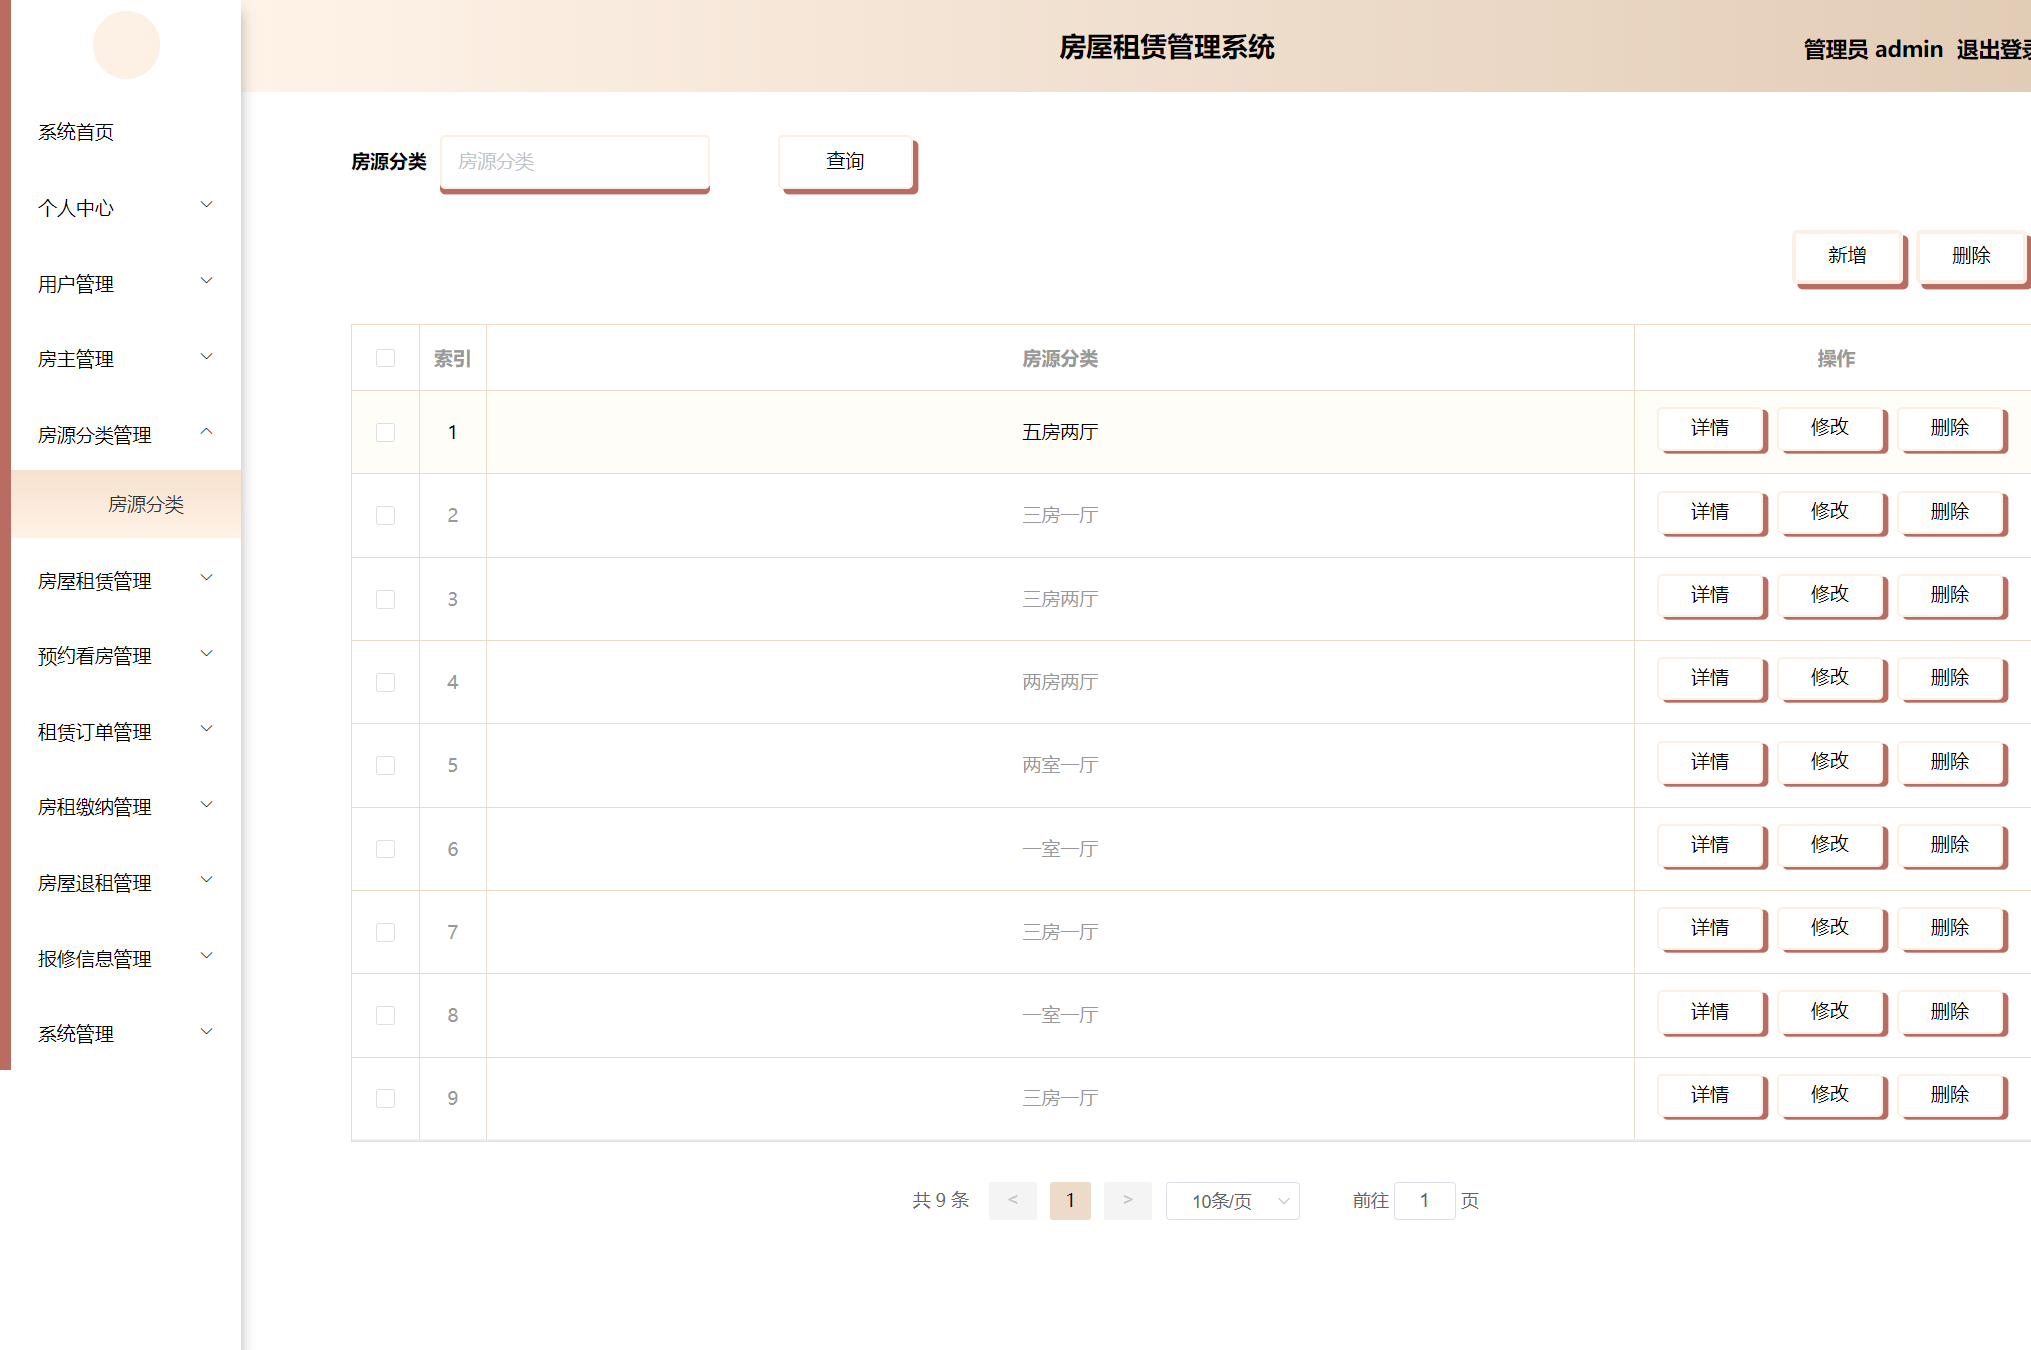 房屋租赁管理系统
管理员 admin 退出登录
系统首页
个人中心
用户管理
房主管理
房源分类管理
房源分类
房屋租赁管理
预约看房管理
租赁订单管理
房租缴纳管理
房屋退租管理
报修信息管理
系统管理
房源分类 房源分类 查询
新增 删除
索引 房源分类 操作
1 五房两厅 详情 修改 删除
2 三房一厅 详情 修改 删除
3 三房两厅 详情 修改 删除
4 两房两厅 详情 修改 删除
5 两室一厅 详情 修改 删除
6 一室一厅 详情 修改 删除
7 三房一厅 详情 修改 删除
8 一室一厅 详情 修改 删除
9 三房一厅 详情 修改 删除
共 9 条 < 1 > 10条/页 前往 1 页